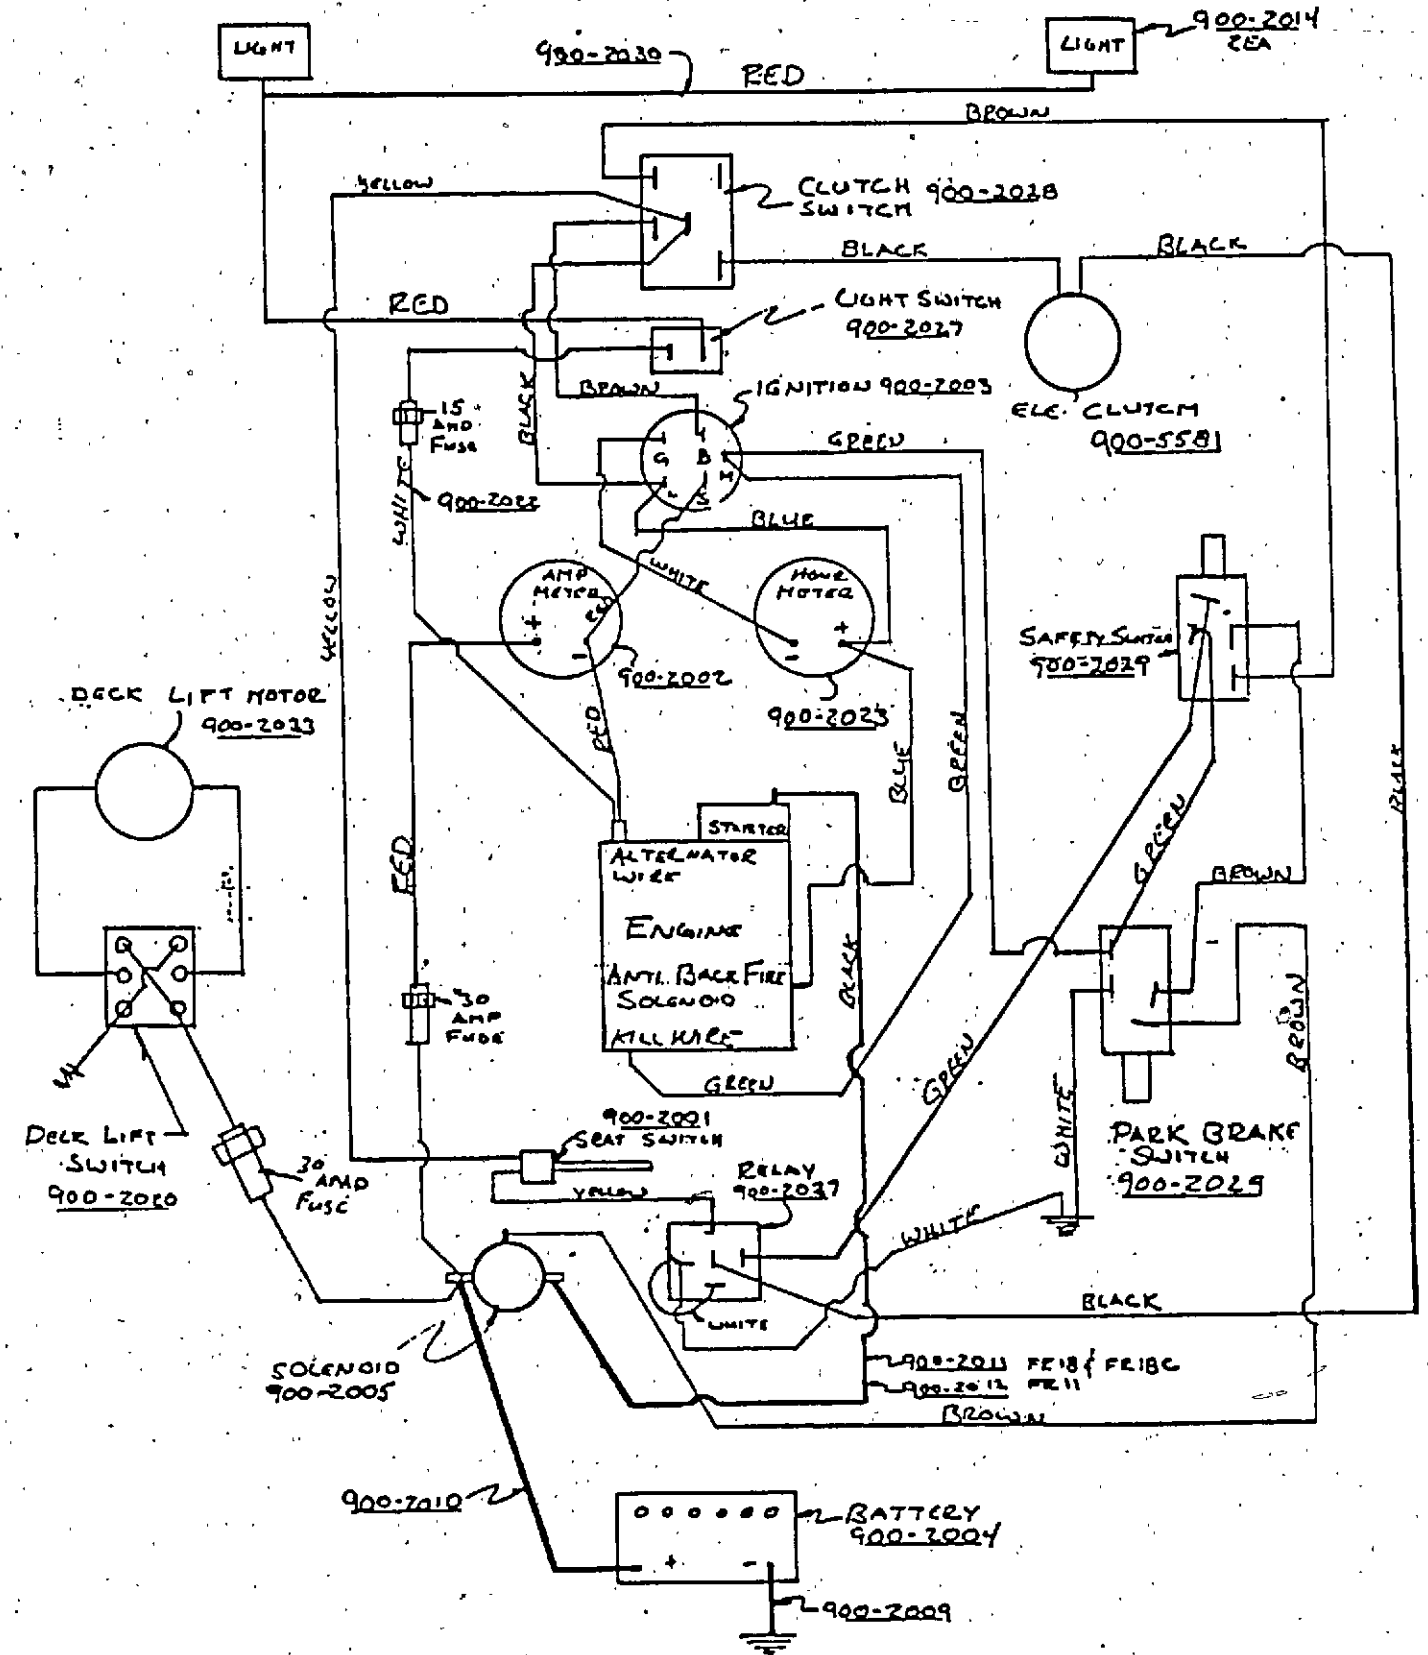 LIGHT
LIGHT
900-2014
2EA
900-2030
RED
BROWN
YELLOW
CLUTCH 900-2028
SWITCH
BLACK
BLACK
RED
LIGHT SWITCH
900-2027
BROWN
IGNITION 900-2003
15
AMP
FUSE
BLACK
ELE. CLUTCH
900-5581
GREEN
G B M
S
WHITE
900-2022
BLUE
WHITE
AMP
METER
RED
+
-
900-2002
HOUR
METER
+
-
900-2023
SAFETY SWITCH
900-2029
YELLOW
DECK LIFT MOTOR
900-2033
RED
BLUE
GREEN
BLACK
STARTER
ALTERNATOR
WIRE
ENGINE
ANTI BACK FIRE
SOLENOID
KILL WIRE
RED
GREEN
BROWN
BLACK
30
AMP
FUSE
GREEN
BROWN
GREEN
WHITE
PARK BRAKE
SWITCH
900-2029
900-2001
SEAT SWITCH
DECK LIFT
SWITCH
900-2020
30
AMP
FUSE
RELAY
900-2037
YELLOW
WHITE
WHITE
BLACK
SOLENOID
900-2005
900-2011 FE18 & FE18C
900-2012 FE11
BROWN
900-2010
BATTERY
900-2004
+ -
900-2009